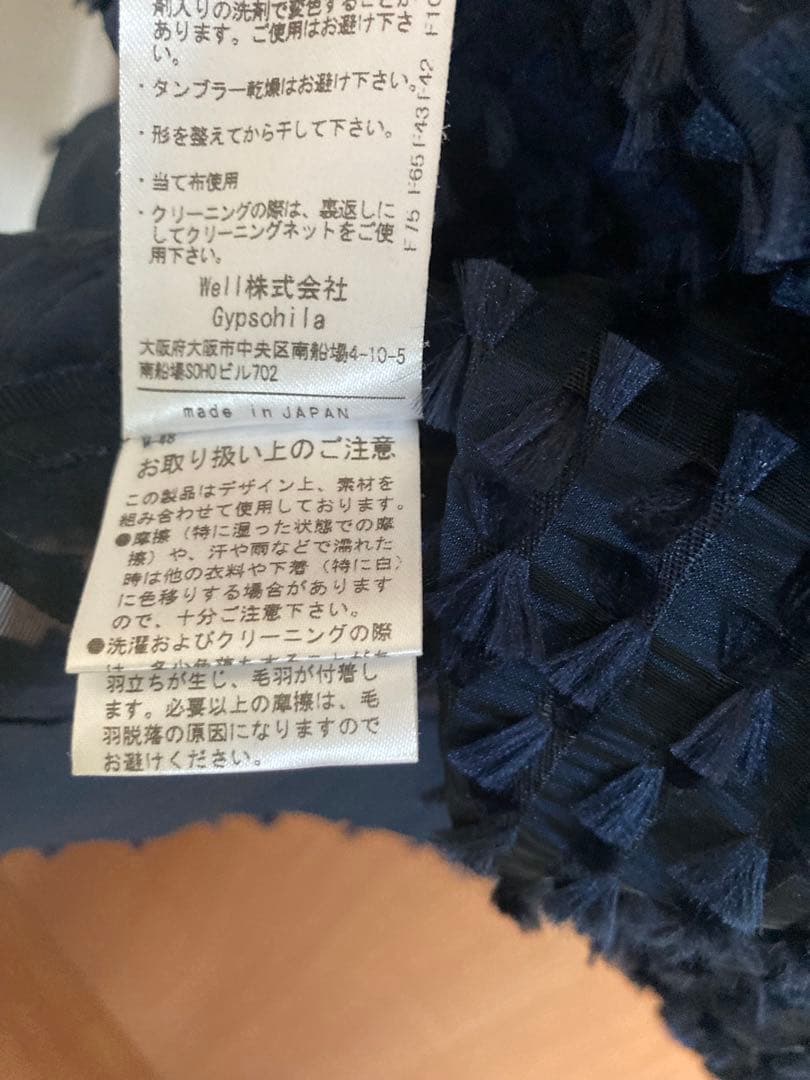 剤入りの洗剤で変色することが
あります。ご使用はお避け下さ
い。
・タンブラー乾燥はお避け下さい。
・形を整えてから干して下さい。
・当て布使用
・クリーニングの際は、裏返しに
してクリーニングネットをご使
用下さい。
F75 F65F43F42 F10
Well株式会社
Gypsohila
大阪府大阪市中央区南船場4-10-5
南船場SOHOビル702
made in JAPAN
お取り扱い上のご注意
この製品はデザイン上、素材を
組み合わせて使用しております。
●摩擦（特に湿った状態での摩
擦）や、汗や雨などで濡れた
時は他の衣料や下着（特に白）
に色移りする場合があります
ので、十分ご注意下さい。
●洗濯およびクリーニングの際
は、多少色落ちすることがあ
羽立ちが生じ、毛羽が付着し
ます。必要以上の摩擦は、毛
羽脱落の原因になりますので
お避けください。